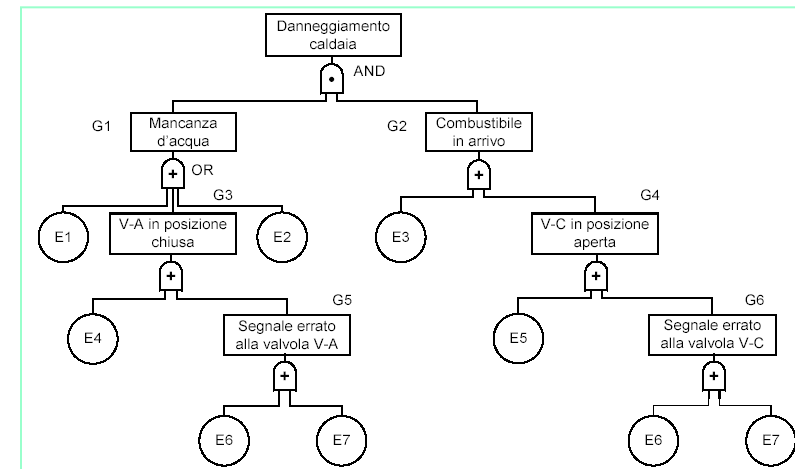 Danneggiamento
caldaia
AND
G1
Mancanza
d'acqua
G2
Combustibile
in arrivo
+
OR
+
G3
G4
E1
V-A in posizione
chiusa
E2
E3
V-C in posizione
aperta
+
+
G5
G6
E4
Segnale errato
alla valvola V-A
E5
Segnale errato
alla valvola V-C
+
+
E6
E7
E6
E7